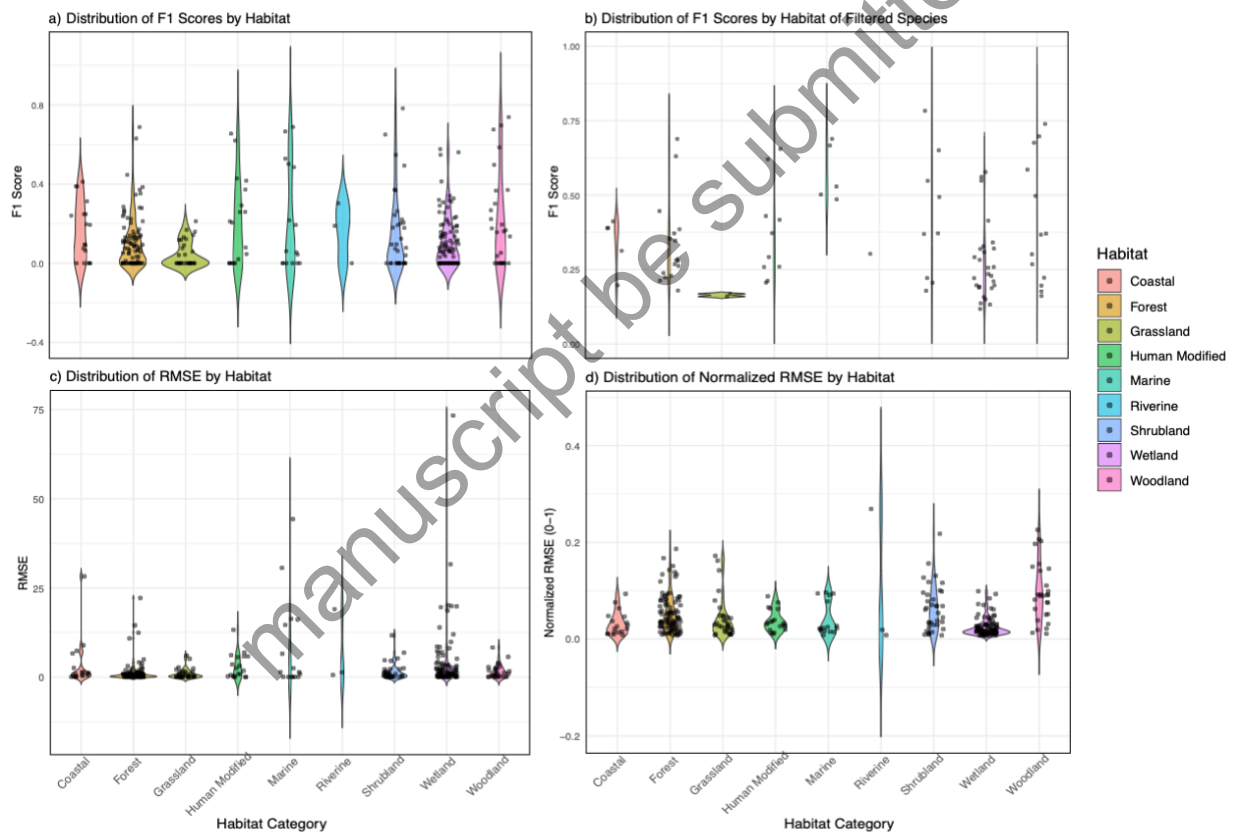 a) Distribution of F1 Scores by Habitat
F1 Score
0.8
0.4
0.0
−0.4
b) Distribution of F1 Scores by Habitat of Filtered Species
F1 Score
1.00
0.75
0.50
0.25
0.00
c) Distribution of RMSE by Habitat
RMSE
75
50
25
0
Coastal
Forest
Grassland
Human Modified
Marine
Riverine
Shrubland
Wetland
Woodland
Habitat Category
d) Distribution of Normalized RMSE by Habitat
Normalized RMSE (0−1)
0.4
0.2
0.0
−0.2
Coastal
Forest
Grassland
Human Modified
Marine
Riverine
Shrubland
Wetland
Woodland
Habitat Category
Habitat
Coastal
Forest
Grassland
Human Modified
Marine
Riverine
Shrubland
Wetland
Woodland
manuscript be submitte